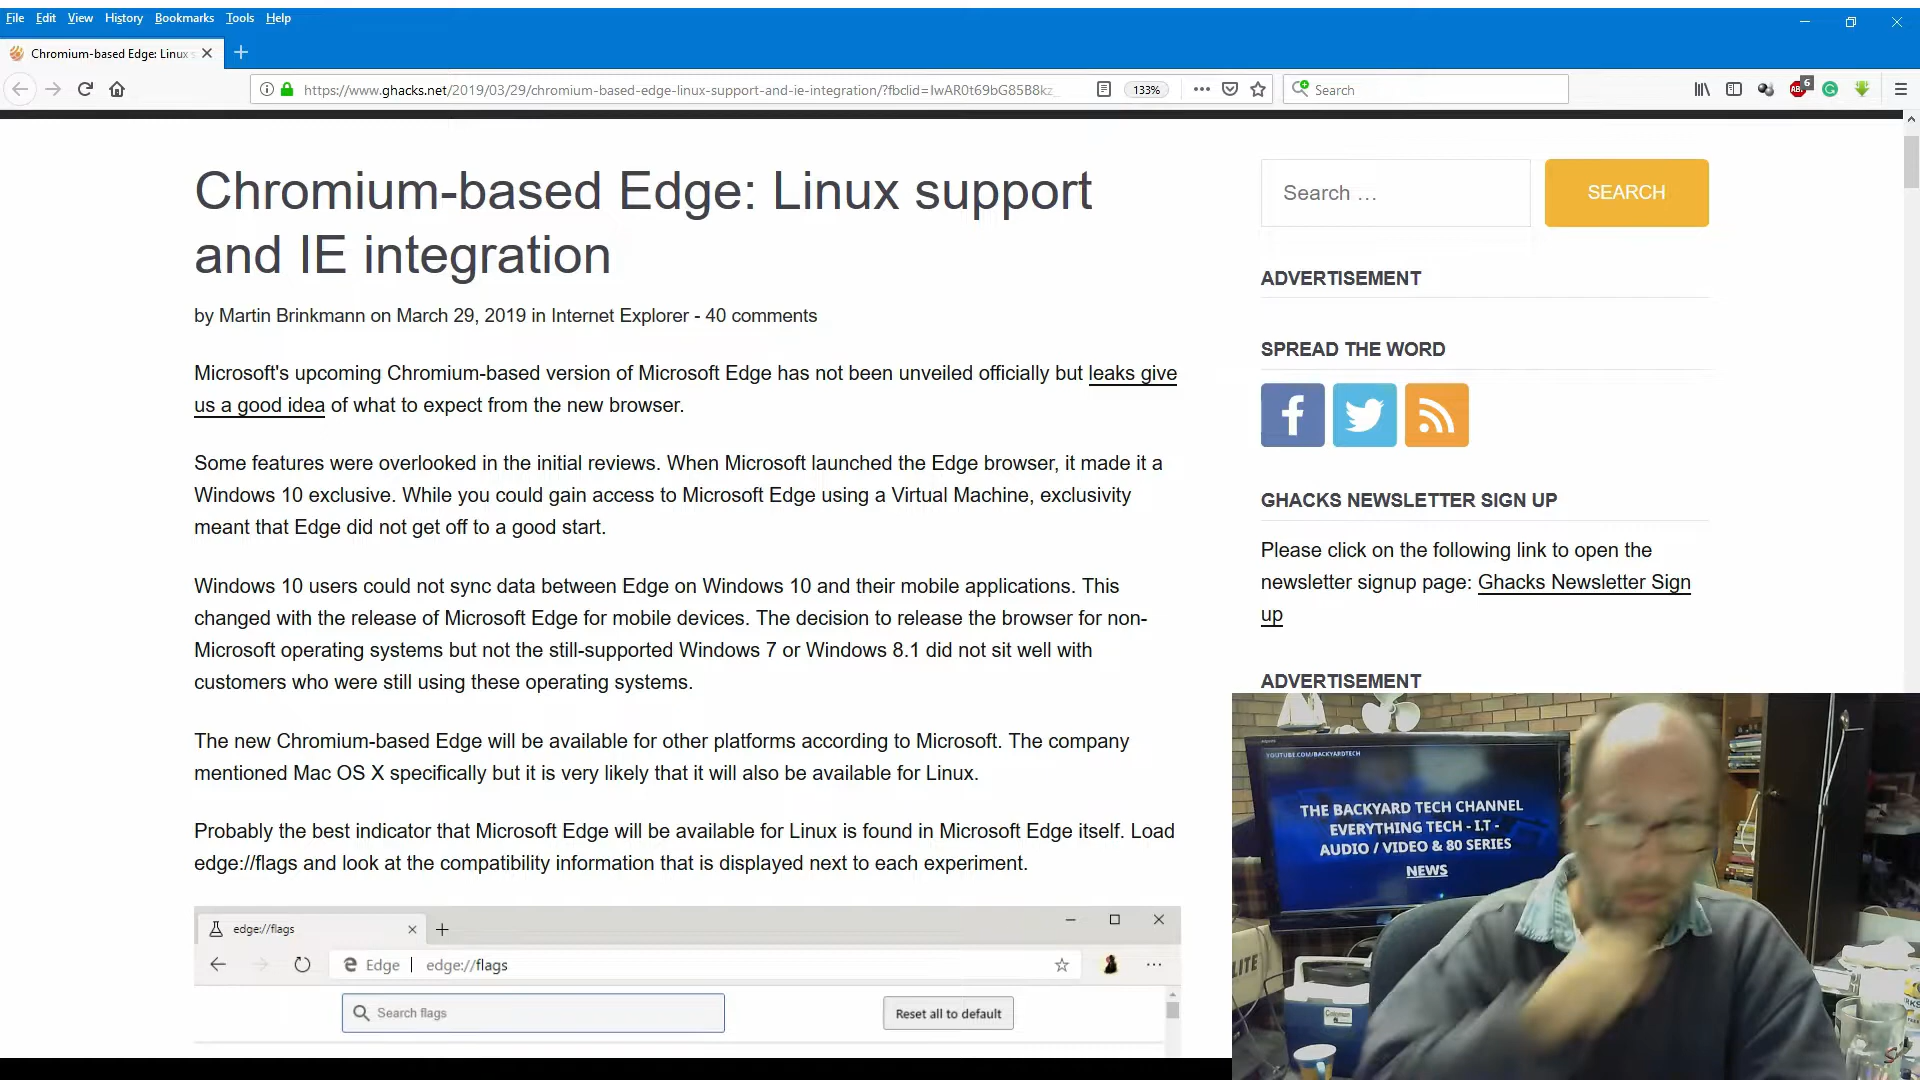 File Edit View History Bookmarks Tools Help
Chromium-based Edge: Linux
https://www.ghacks.net/2019/03/29/chromium-based-edge-linux-support-and-ie-integration/?fbclid=IwAR0t69bG85B8kz_
133%
Search
ABP
6
Chromium-based Edge: Linux support
and IE integration
by Martin Brinkmann on March 29, 2019 in Internet Explorer - 40 comments
Microsoft's upcoming Chromium-based version of Microsoft Edge has not been unveiled officially but leaks give
us a good idea of what to expect from the new browser.
Some features were overlooked in the initial reviews. When Microsoft launched the Edge browser, it made it a
Windows 10 exclusive. While you could gain access to Microsoft Edge using a Virtual Machine, exclusivity
meant that Edge did not get off to a good start.
Windows 10 users could not sync data between Edge on Windows 10 and their mobile applications. This
changed with the release of Microsoft Edge for mobile devices. The decision to release the browser for non-
Microsoft operating systems but not the still-supported Windows 7 or Windows 8.1 did not sit well with
customers who were still using these operating systems.
The new Chromium-based Edge will be available for other platforms according to Microsoft. The company
mentioned Mac OS X specifically but it is very likely that it will also be available for Linux.
Probably the best indicator that Microsoft Edge will be available for Linux is found in Microsoft Edge itself. Load
edge://flags and look at the compatibility information that is displayed next to each experiment.
edge://flags
Edge | edge://flags
Search flags
Reset all to default
Search …
SEARCH
ADVERTISEMENT
SPREAD THE WORD
GHACKS NEWSLETTER SIGN UP
Please click on the following link to open the
newsletter signup page: Ghacks Newsletter Sign
up
ADVERTISEMENT
YOUTUBE.COM/BACKYARDTECH
THE BACKYARD TECH CHANNEL
EVERYTHING TECH - I.T -
AUDIO / VIDEO & 80 SERIES
NEWS
LITE
Coleman